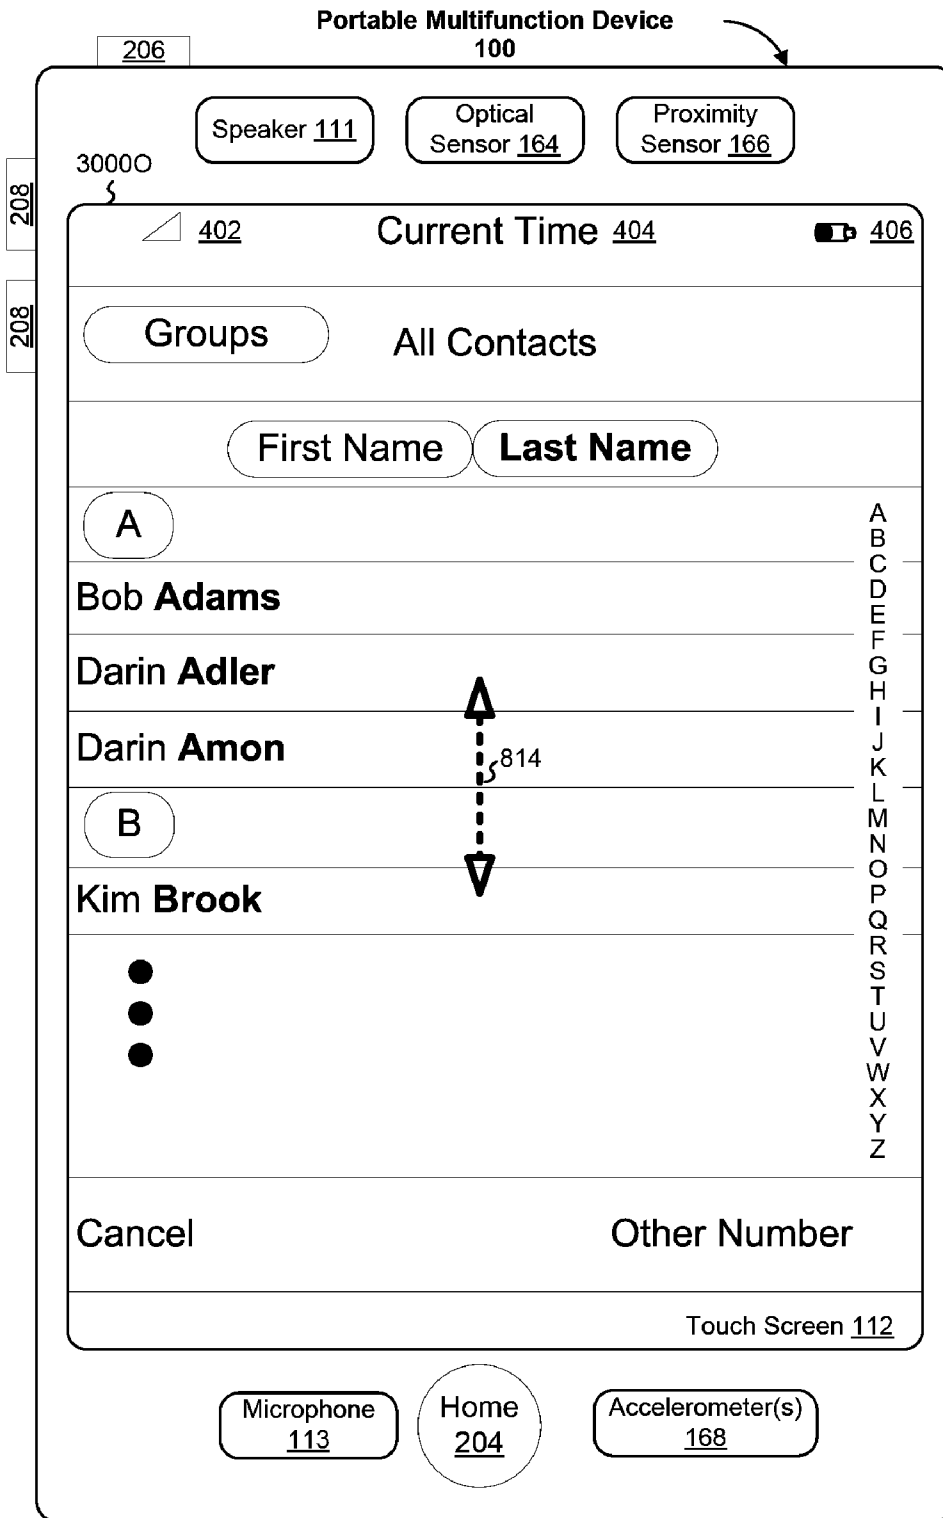 Portable Multifunction Device
100
206
Speaker 111
Optical
Sensor 164
Proximity
Sensor 166
3000O
208
208
402
Current Time 404
406
Groups
All Contacts
First Name
Last Name
A
Bob Adams
Darin Adler
Darin Amon
814
B
Kim Brook
A
B
C
D
E
F
G
H
I
J
K
L
M
N
O
P
Q
R
S
T
U
V
W
X
Y
Z
Cancel
Other Number
Touch Screen 112
Microphone
113
Home
204
Accelerometer(s)
168